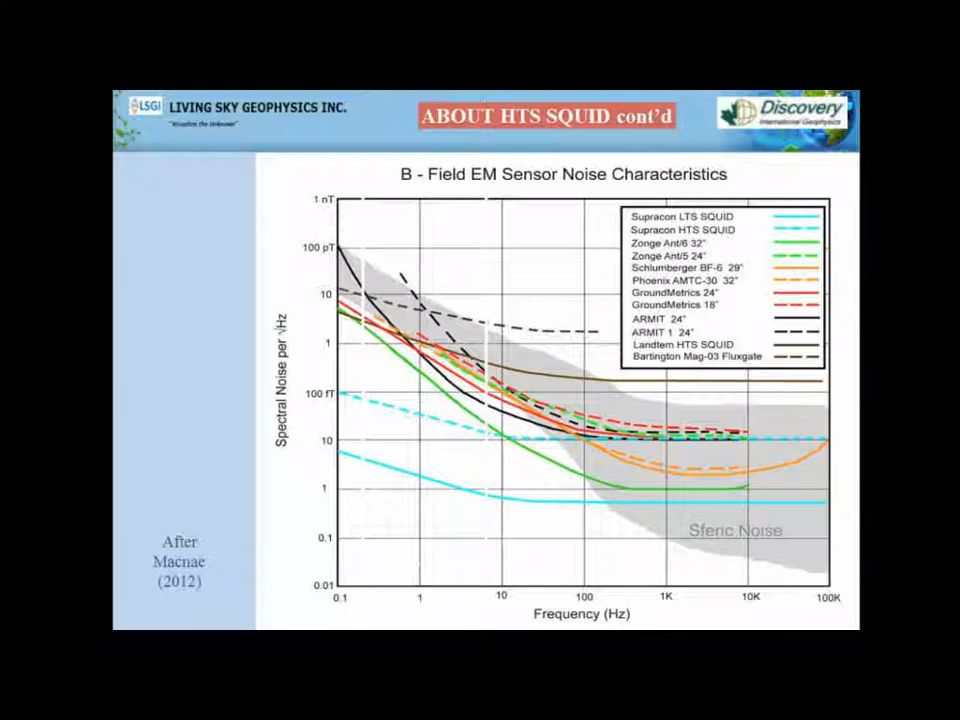 LSGI LIVING SKY GEOPHYSICS INC.
"Visualize the Unknown"
ABOUT HTS SQUID cont'd
Discovery
International Geophysics
B - Field EM Sensor Noise Characteristics
1 nT
100 pT
10
1
100 fT
10
1
0.1
0.01
Spectral Noise per √Hz
Supracon LTS SQUID
Supracon HTS SQUID
Zonge Ant/6 32"
Zonge Ant/5 24"
Schlumberger BF-6 29"
Phoenix AMTC-30 32"
GroundMetrics 24"
GroundMetrics 18"
ARMIT 24"
ARMIT 1 24"
Landtem HTS SQUID
Bartington Mag-03 Fluxgate
Sferic Noise
0.1 1 10 100 1K 10K 100K
Frequency (Hz)
After
Macnae
(2012)